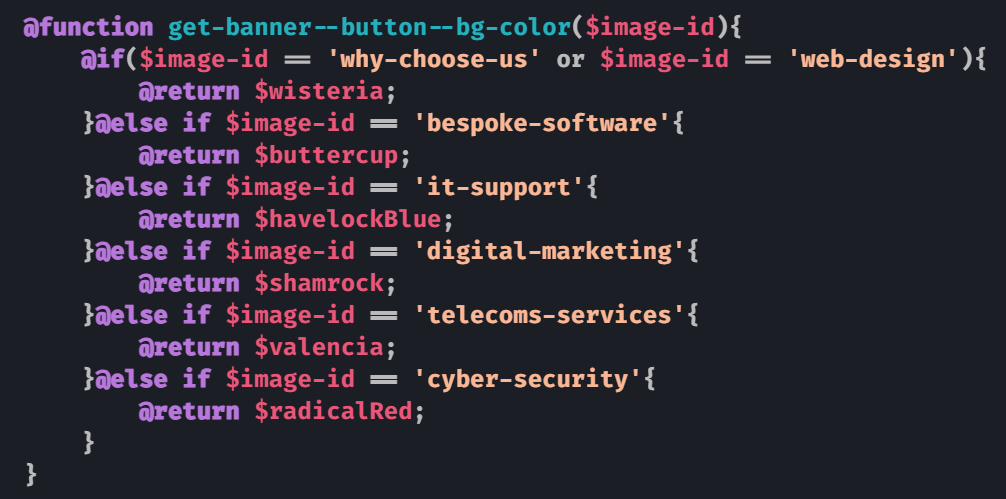 @function get-banner--button--bg-color($image-id){
    @if($image-id == 'why-choose-us' or $image-id == 'web-design'){
        @return $wisteria;
    }@else if $image-id == 'bespoke-software'{
        @return $buttercup;
    }@else if $image-id == 'it-support'{
        @return $havelockBlue;
    }@else if $image-id == 'digital-marketing'{
        @return $shamrock;
    }@else if $image-id == 'telecoms-services'{
        @return $valencia;
    }@else if $image-id == 'cyber-security'{
        @return $radicalRed;
    }
}